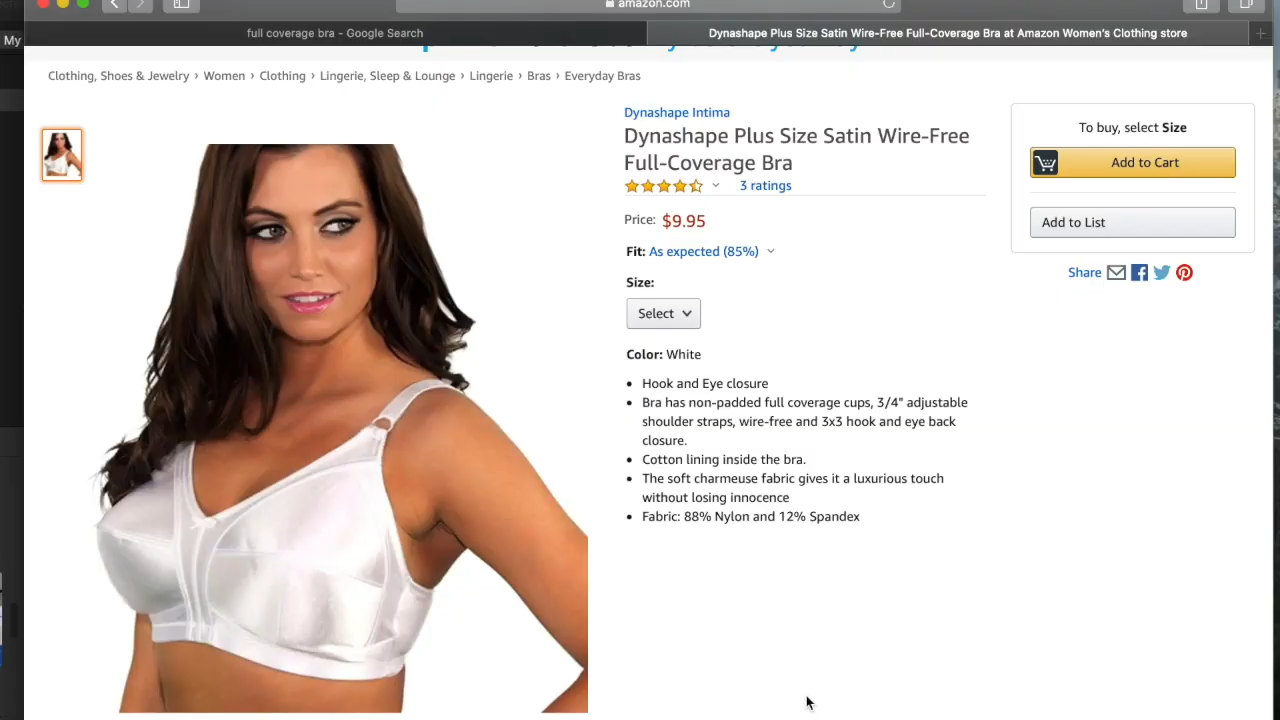 amazon.com
My
full coverage bra - Google Search
Dynashape Plus Size Satin Wire-Free Full-Coverage Bra at Amazon Women's Clothing store
Clothing, Shoes & Jewelry › Women › Clothing › Lingerie, Sleep & Lounge › Lingerie › Bras › Everyday Bras
Dynashape Intima
Dynashape Plus Size Satin Wire-Free
Full-Coverage Bra
3 ratings
Price: $9.95
Fit: As expected (85%)
Size:
Select
Color: White
• Hook and Eye closure
• Bra has non-padded full coverage cups, 3/4" adjustable
shoulder straps, wire-free and 3x3 hook and eye back
closure.
• Cotton lining inside the bra.
• The soft charmeuse fabric gives it a luxurious touch
without losing innocence
• Fabric: 88% Nylon and 12% Spandex
To buy, select Size
Add to Cart
Add to List
Share